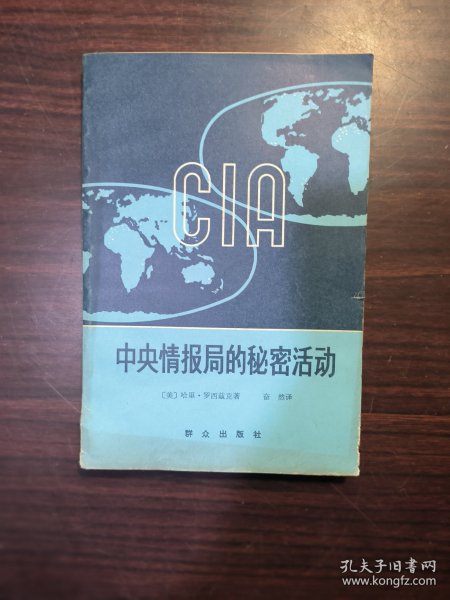 CIA
中央情报局的秘密活动
〔美〕哈里·罗西兹克著 奋然译
群众出版社
孔夫子旧书网
www.kongfz.com